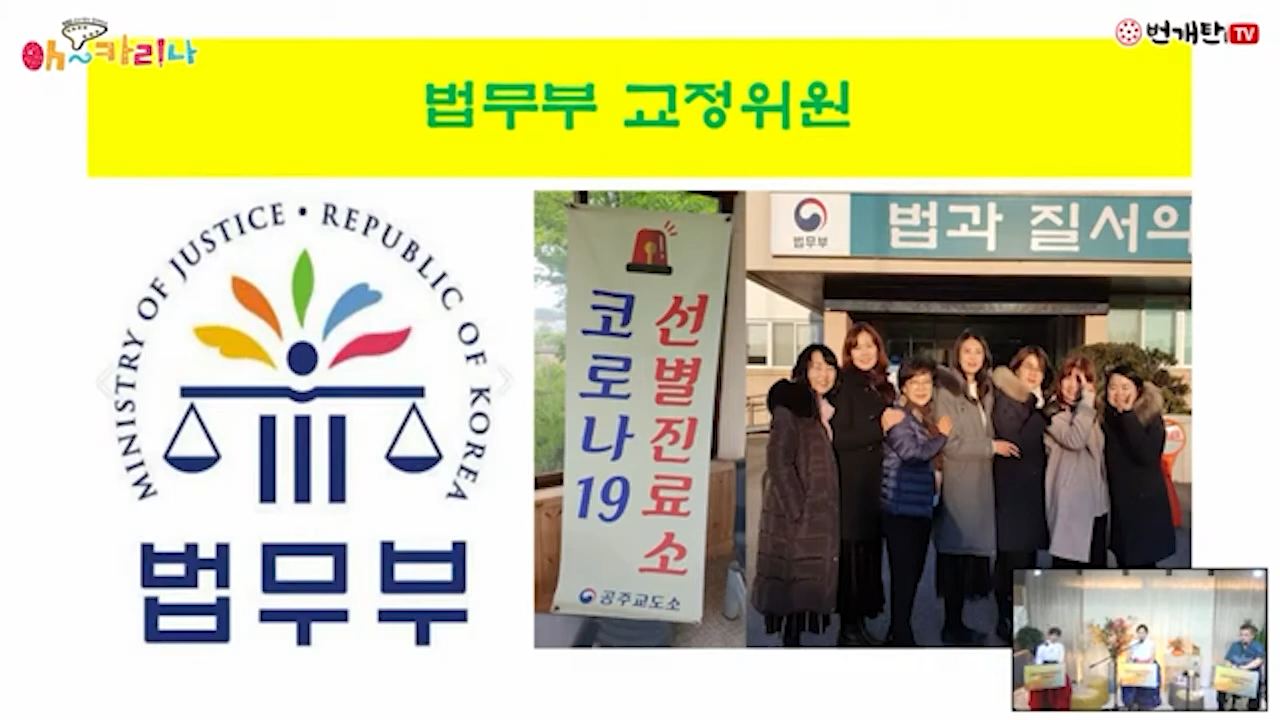 아~카리나
번개탄 TV
법무부 교정위원
MINISTRY OF JUSTICE • REPUBLIC OF KOREA
법무부
코로나19
선별진료소
공주교도소
법무부
법과 질서의